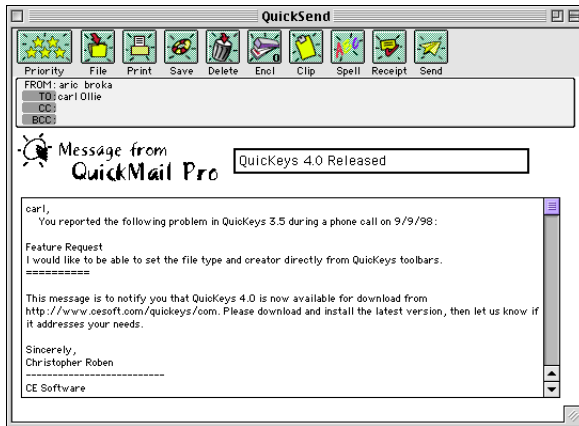 QuickSend
Priority File Print Save Delete Encl Clip Spell Receipt Send
0
FROM: aric broka
TO: carl Ollie
CC:
BCC:
Message from
QuickMail Pro
QuicKeys 4.0 Released
carl,
You reported the following problem in QuicKeys 3.5 during a phone call on 9/9/98:
Feature Request
I would like to be able to set the file type and creator directly from QuicKeys toolbars.
==========
This message is to notify you that QuicKeys 4.0 is now available for download from
http://www.cesoft.com/quickeys/com. Please download and install the latest version, then let us know if
it addresses your needs.
Sincerely,
Christopher Roben
--------------------------
CE Software